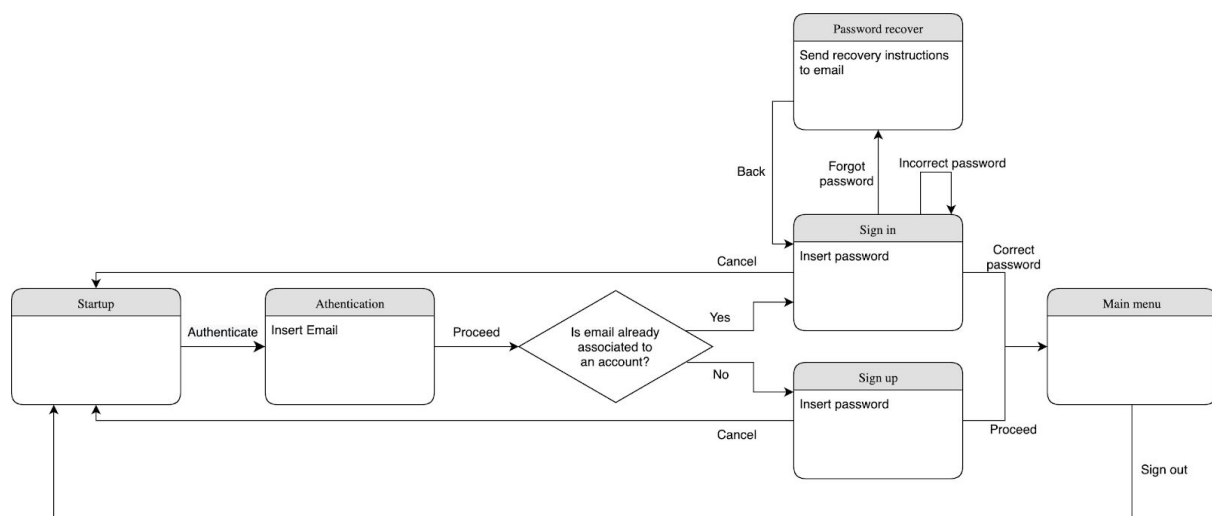 Password recover
Send recovery instructions
to email
Back
Forgot
password
Incorrect password
Sign in
Insert password
Correct
password
Cancel
Startup
Authenticate
Athentication
Insert Email
Proceed
Is email already
associated to
an account?
Yes
No
Main menu
Sign up
Insert password
Cancel
Proceed
Sign out